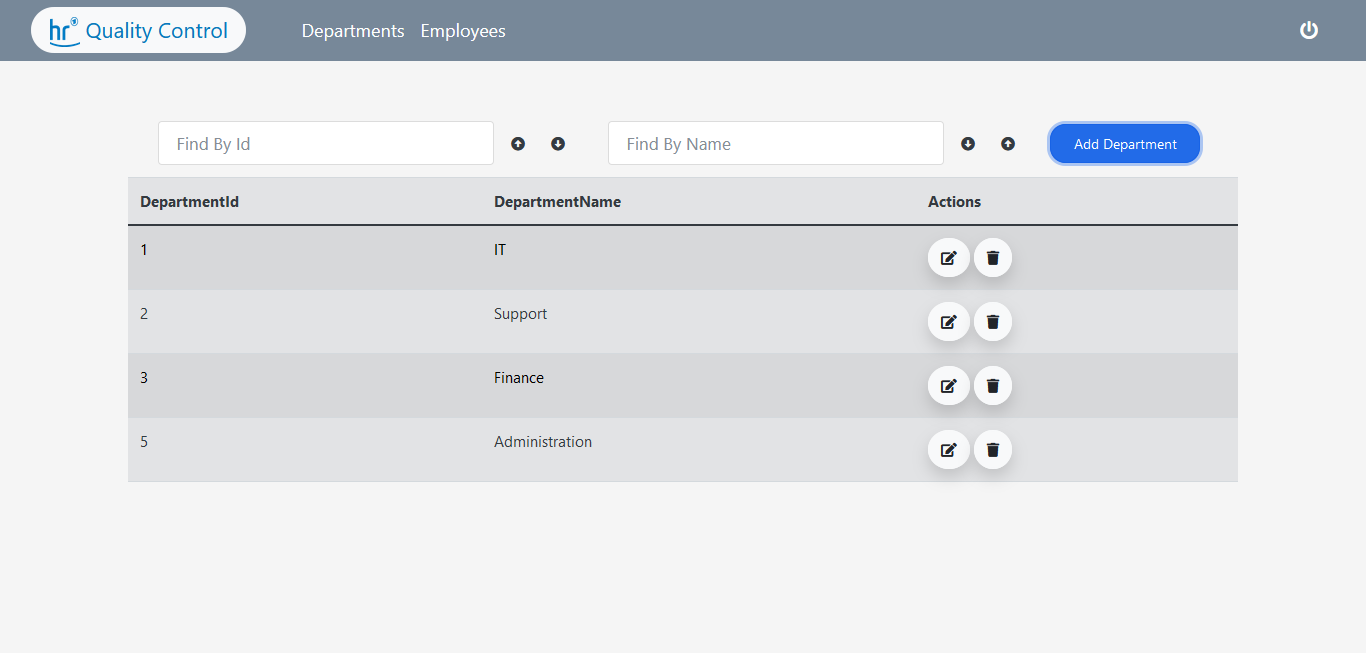 hr Quality Control
Departments Employees
Find By Id
Find By Name
Add Department
DepartmentId DepartmentName Actions
1 IT
2 Support
3 Finance
5 Administration